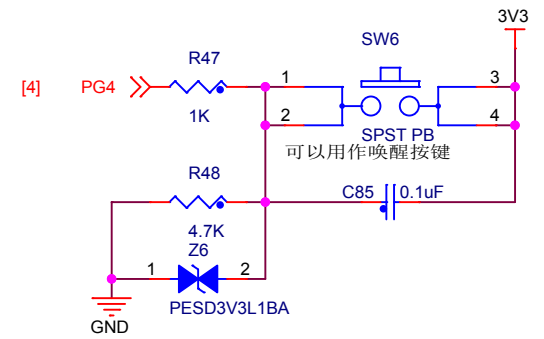 3V3
SW6
R47
[4]
PG4
1
3
1K
2
4
SPST PB
可以用作唤醒按键
R48
C85
0.1uF
4.7K
Z6
1
2
PESD3V3L1BA
GND